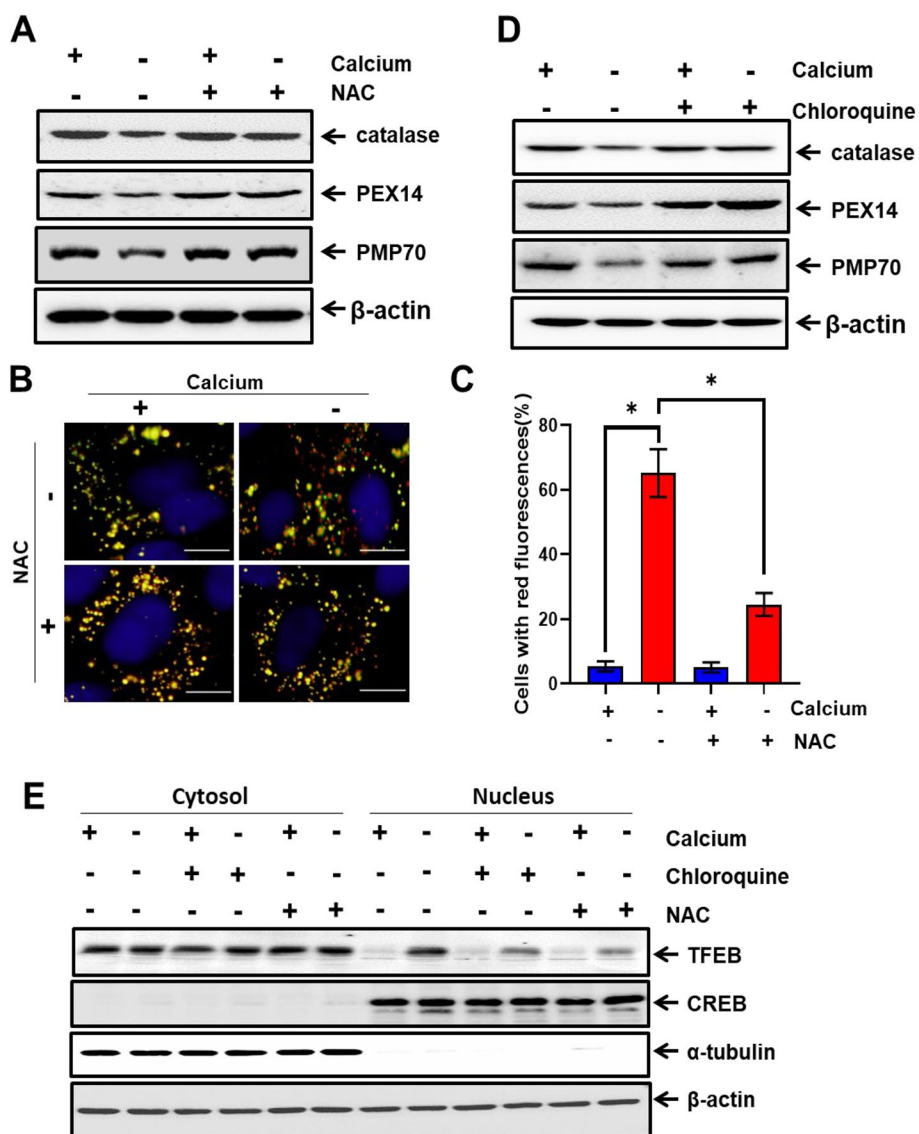 A
+ - + - Calcium
- - + + NAC
← catalase
← PEX14
← PMP70
← β-actin
D
+ - + - Calcium
- - + + Chloroquine
← catalase
← PEX14
← PMP70
← β-actin
B
Calcium
+ -
NAC
-
+
C
* *
Cells with red fluorescences(%)
80
60
40
20
0
+ - + - Calcium
- - + + NAC
E
Cytosol Nucleus
+ - + - + - + - + - + - Calcium
- - + + - - - - + + - - Chloroquine
- - - - + + - - - - + + NAC
← TFEB
← CREB
← α-tubulin
← β-actin